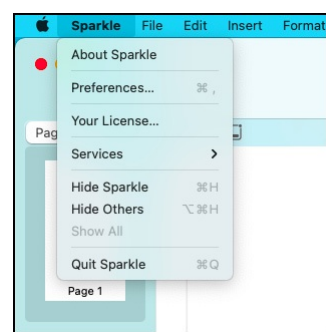 Sparkle File Edit Insert Format
About Sparkle
Preferences... ⌘ ,
Your License...
Pag
Services
Hide Sparkle ⌘H
Hide Others ⌥⌘H
Show All
Quit Sparkle ⌘Q
Page 1